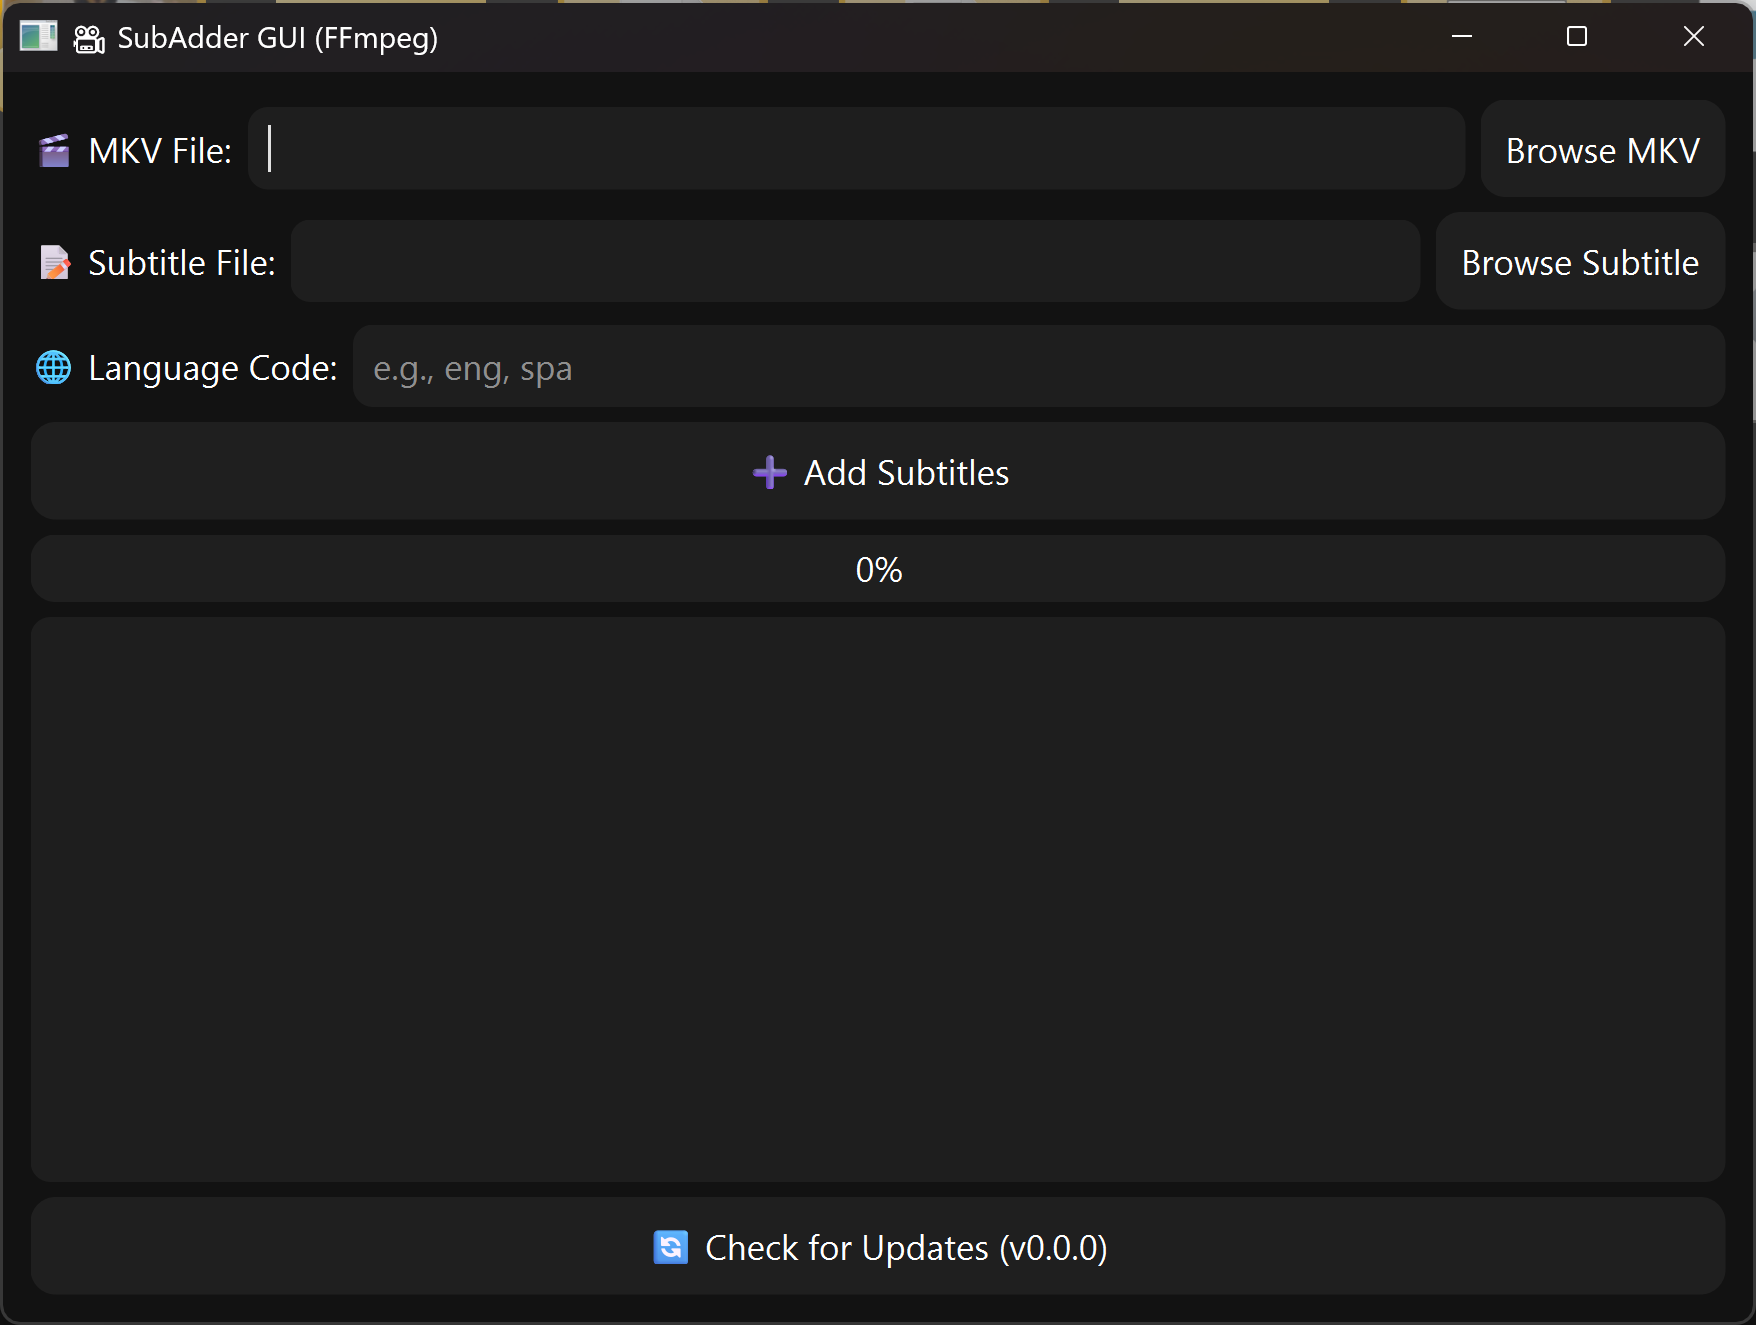 SubAdder GUI (FFmpeg)
MKV File:
Browse MKV
Subtitle File:
Browse Subtitle
Language Code:
e.g., eng, spa
Add Subtitles
0%
Check for Updates (v0.0.0)